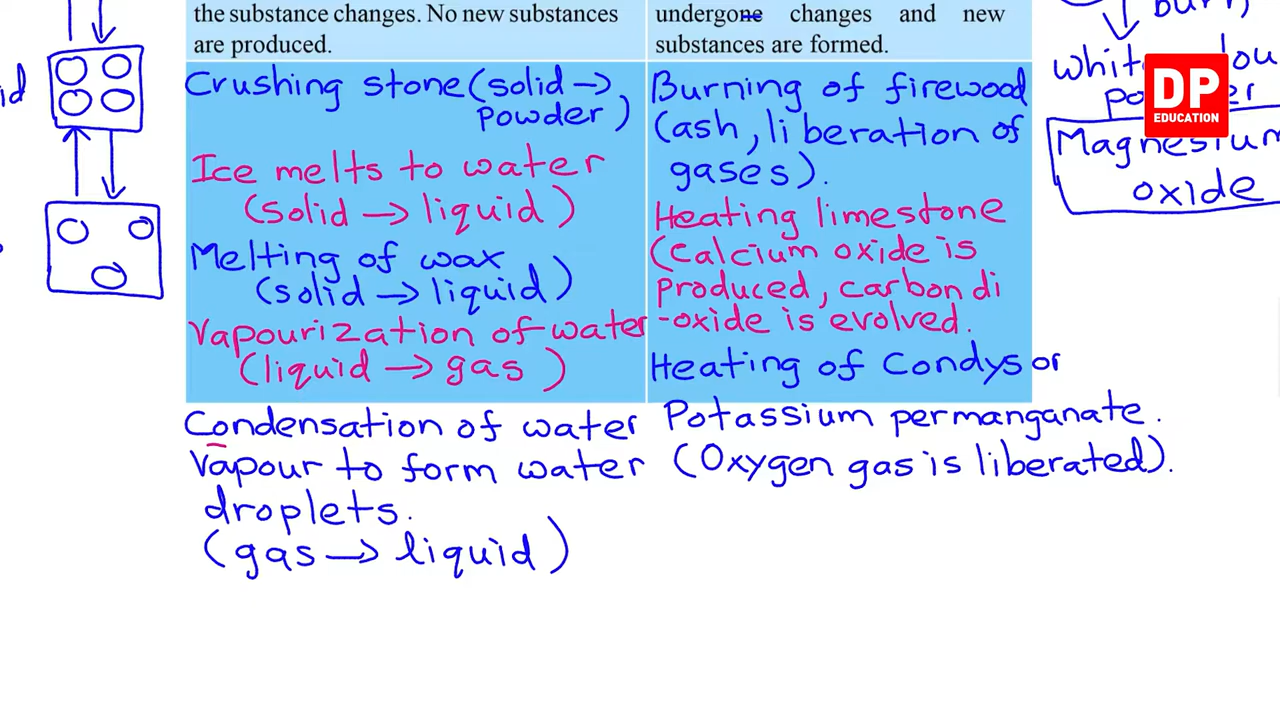 the substance changes. No new substances
are produced.
Crushing stone (solid →
powder)
Ice melts to water
(solid → liquid)
Melting of wax
(solid → liquid)
Vapourization of water
(liquid → gas)
Condensation of water
Vapour to form water
droplets.
(gas → liquid)
undergone changes and new
substances are formed.
Burning of firewood
(ash, liberation of
gases).
Heating limestone
(Calcium oxide is
produced, carbon di
-oxide is evolved.
Heating of Condys or
Potassium permanganate.
(Oxygen gas is liberated).
burn
Magnesium
oxide
DP
EDUCATION